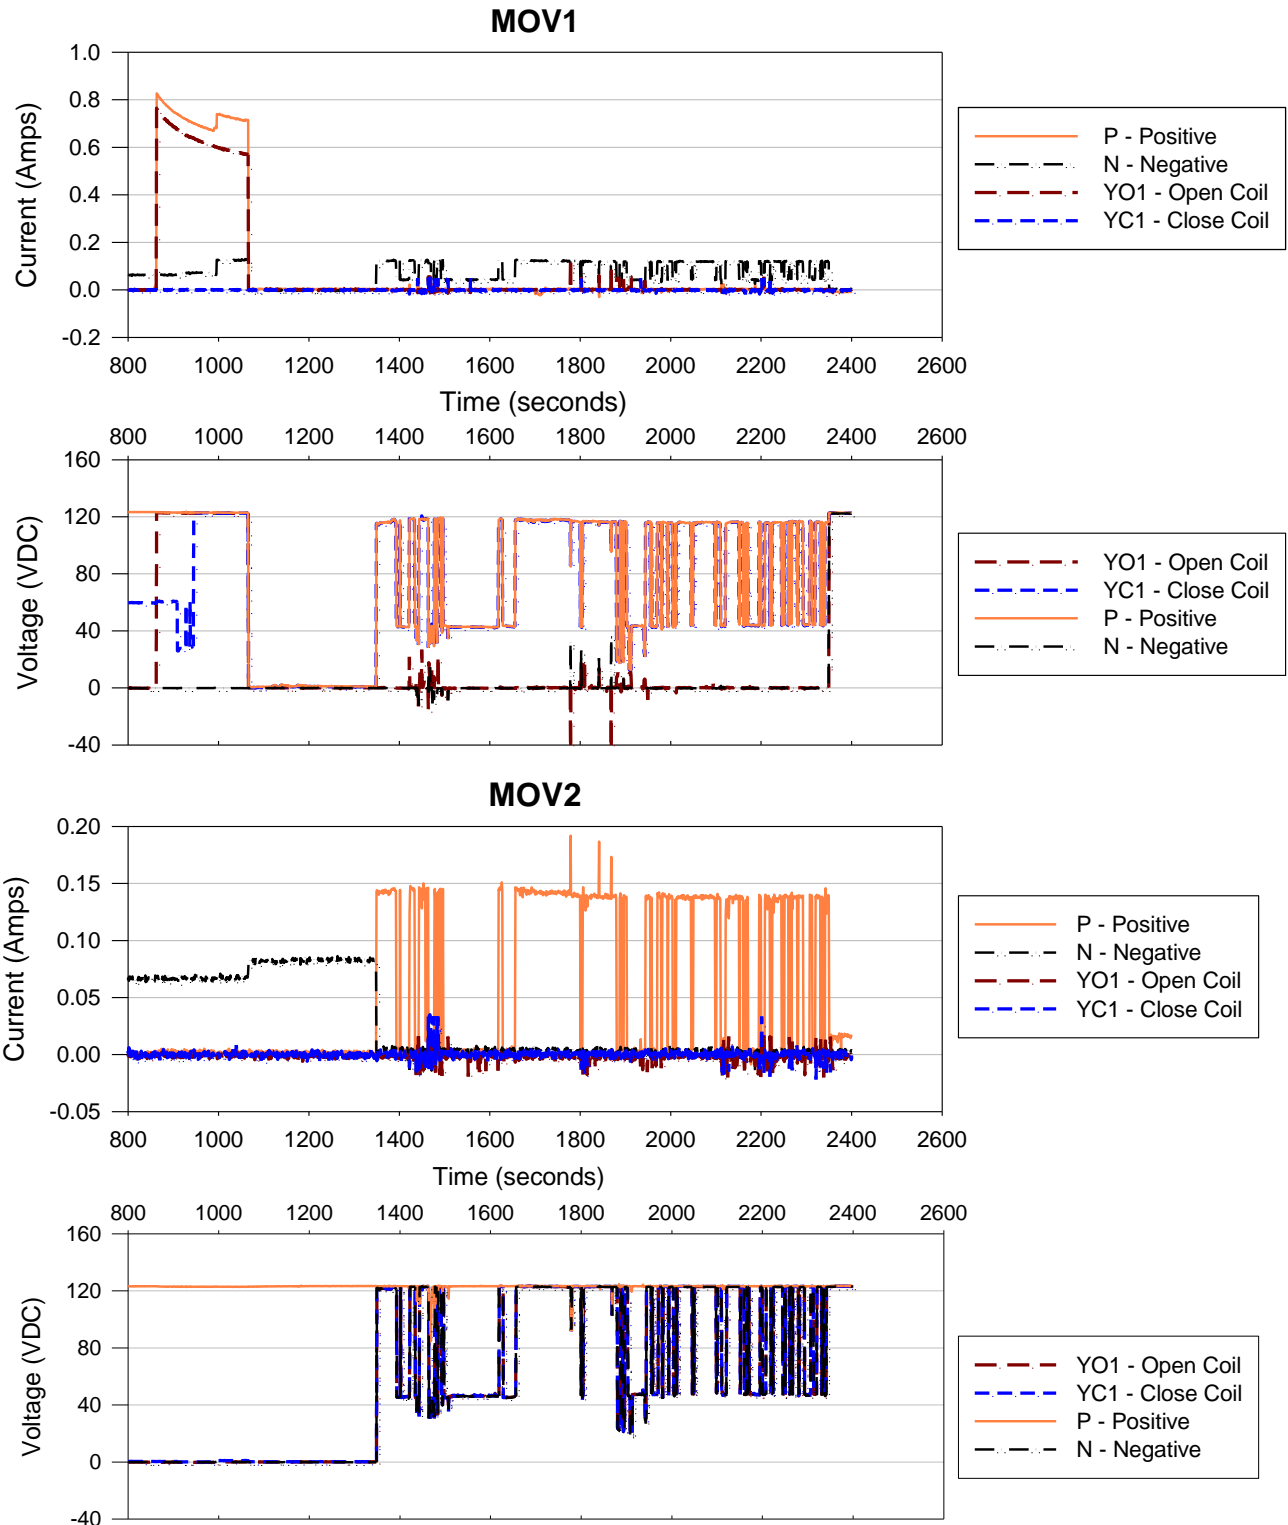 MOV1
1.0
0.8
0.6
0.4
0.2
0.0
-0.2
Current (Amps)
800 1000 1200 1400 1600 1800 2000 2200 2400 2600
Time (seconds)
P - Positive
N - Negative
YO1 - Open Coil
YC1 - Close Coil
800 1000 1200 1400 1600 1800 2000 2200 2400 2600
160
120
80
40
0
-40
Voltage (VDC)
YO1 - Open Coil
YC1 - Close Coil
P - Positive
N - Negative
MOV2
0.20
0.15
0.10
0.05
0.00
-0.05
Current (Amps)
800 1000 1200 1400 1600 1800 2000 2200 2400 2600
Time (seconds)
P - Positive
N - Negative
YO1 - Open Coil
YC1 - Close Coil
800 1000 1200 1400 1600 1800 2000 2200 2400 2600
160
120
80
40
0
-40
Voltage (VDC)
YO1 - Open Coil
YC1 - Close Coil
P - Positive
N - Negative